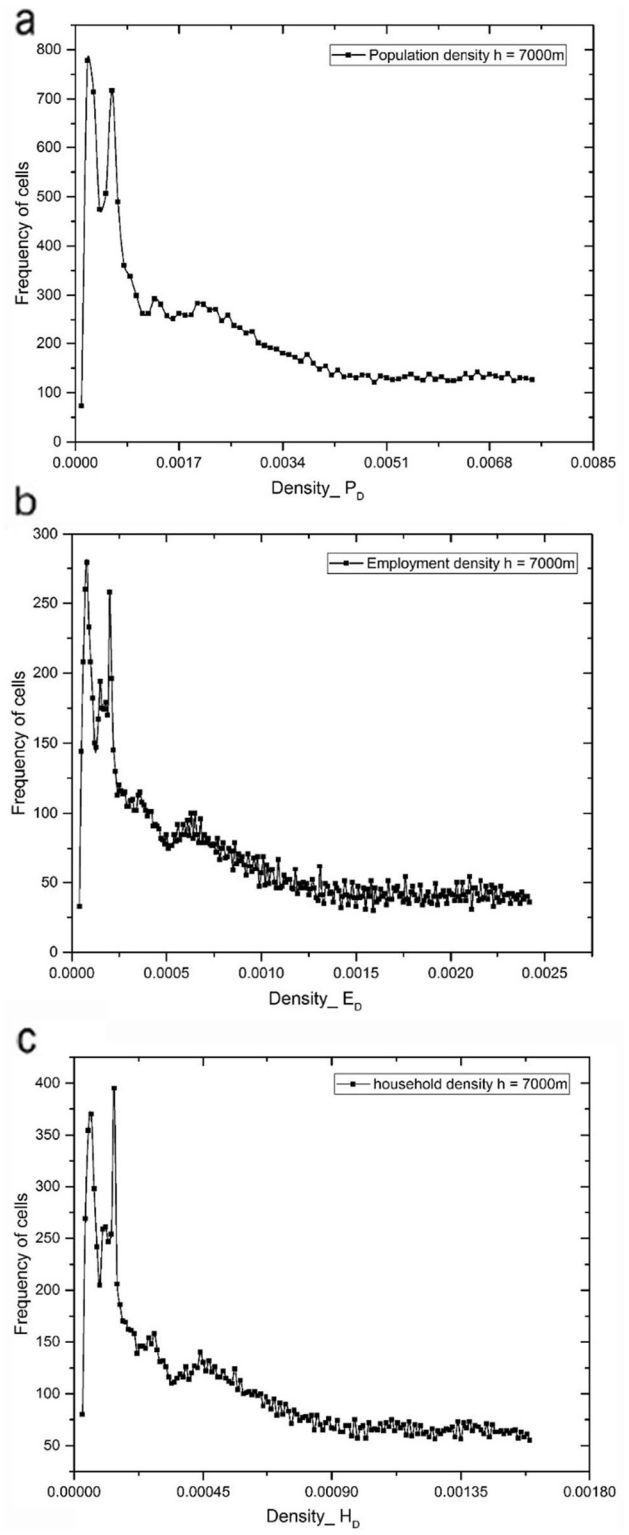 a
Population density h = 7000m
800
700
600
500
400
300
200
100
0
Frequency of cells
0.0000 0.0017 0.0034 0.0051 0.0068 0.0085
Density_ P_D
b
Employment density h = 7000m
300
250
200
150
100
50
0
Frequency of cells
0.0000 0.0005 0.0010 0.0015 0.0020 0.0025
Density_ E_D
c
household density h = 7000m
400
350
300
250
200
150
100
50
Frequency of cells
0.00000 0.00045 0.00090 0.00135 0.00180
Density_ H_D